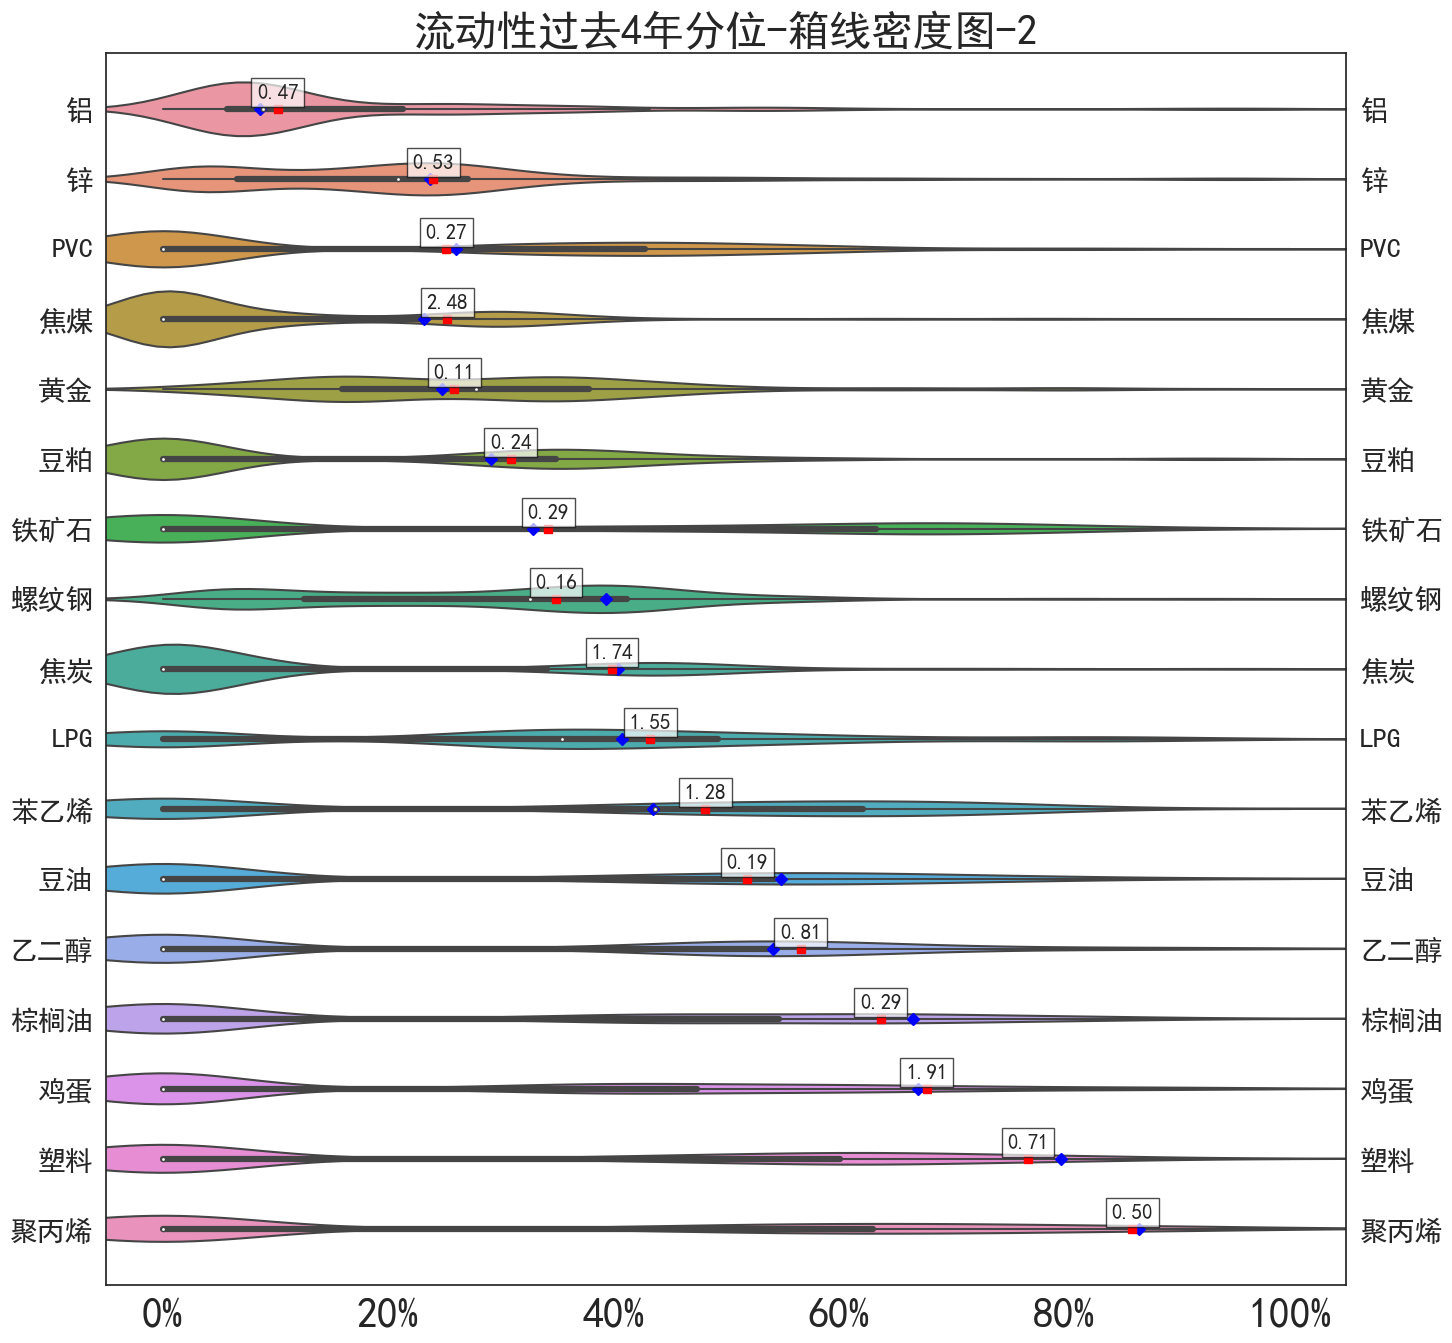 流动性过去4年分位-箱线密度图-2
铝 0.47 铝
锌 0.53 锌
PVC 0.27 PVC
焦煤 2.48 焦煤
黄金 0.11 黄金
豆粕 0.24 豆粕
铁矿石 0.29 铁矿石
螺纹钢 0.16 螺纹钢
焦炭 1.74 焦炭
LPG 1.55 LPG
苯乙烯 1.28 苯乙烯
豆油 0.19 豆油
乙二醇 0.81 乙二醇
棕榈油 0.29 棕榈油
鸡蛋 1.91 鸡蛋
塑料 0.71 塑料
聚丙烯 0.50 聚丙烯
0% 20% 40% 60% 80% 100%